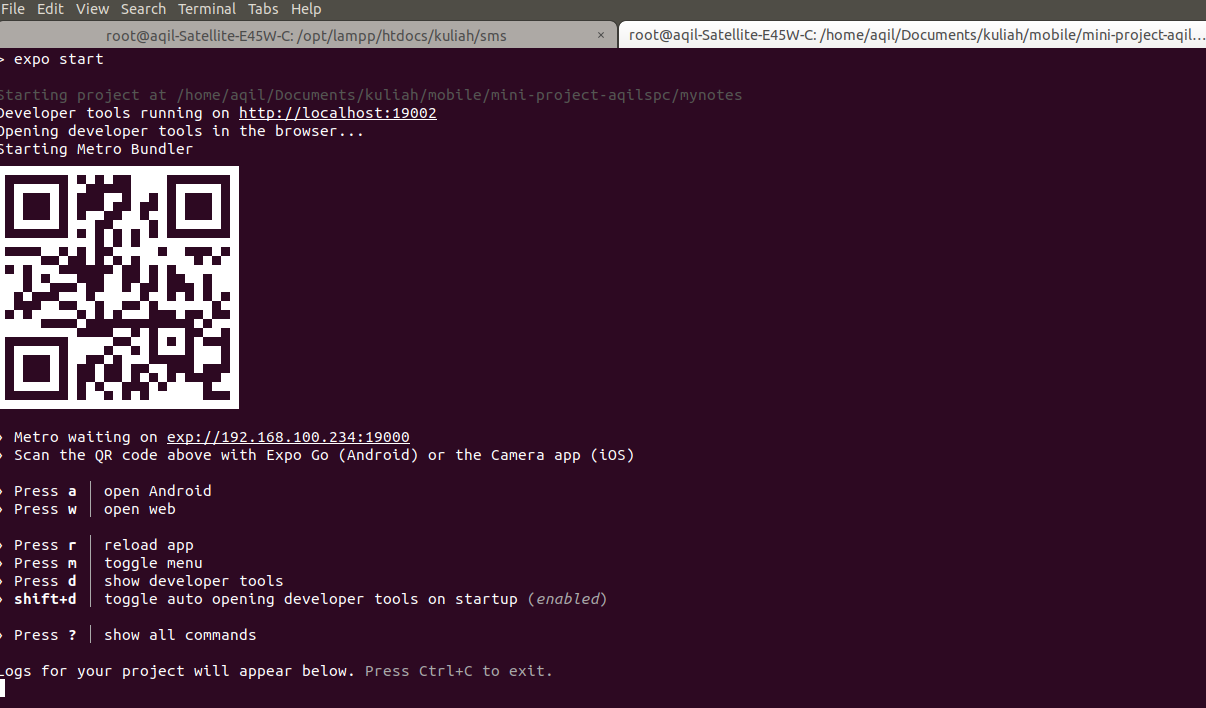 File Edit View Search Terminal Tabs Help
root@aqil-Satellite-E45W-C: /opt/lampp/htdocs/kuliah/sms × root@aqil-Satellite-E45W-C: /home/aqil/Documents/kuliah/mobile/mini-project-aqil...
> expo start
Starting project at /home/aqil/Documents/kuliah/mobile/mini-project-aqilspc/mynotes
Developer tools running on http://localhost:19002
Opening developer tools in the browser...
Starting Metro Bundler
› Metro waiting on exp://192.168.100.234:19000
› Scan the QR code above with Expo Go (Android) or the Camera app (iOS)
› Press a │ open Android
› Press w │ open web
› Press r │ reload app
› Press m │ toggle menu
› Press d │ show developer tools
› shift+d │ toggle auto opening developer tools on startup (enabled)
› Press ? │ show all commands
Logs for your project will appear below. Press Ctrl+C to exit.